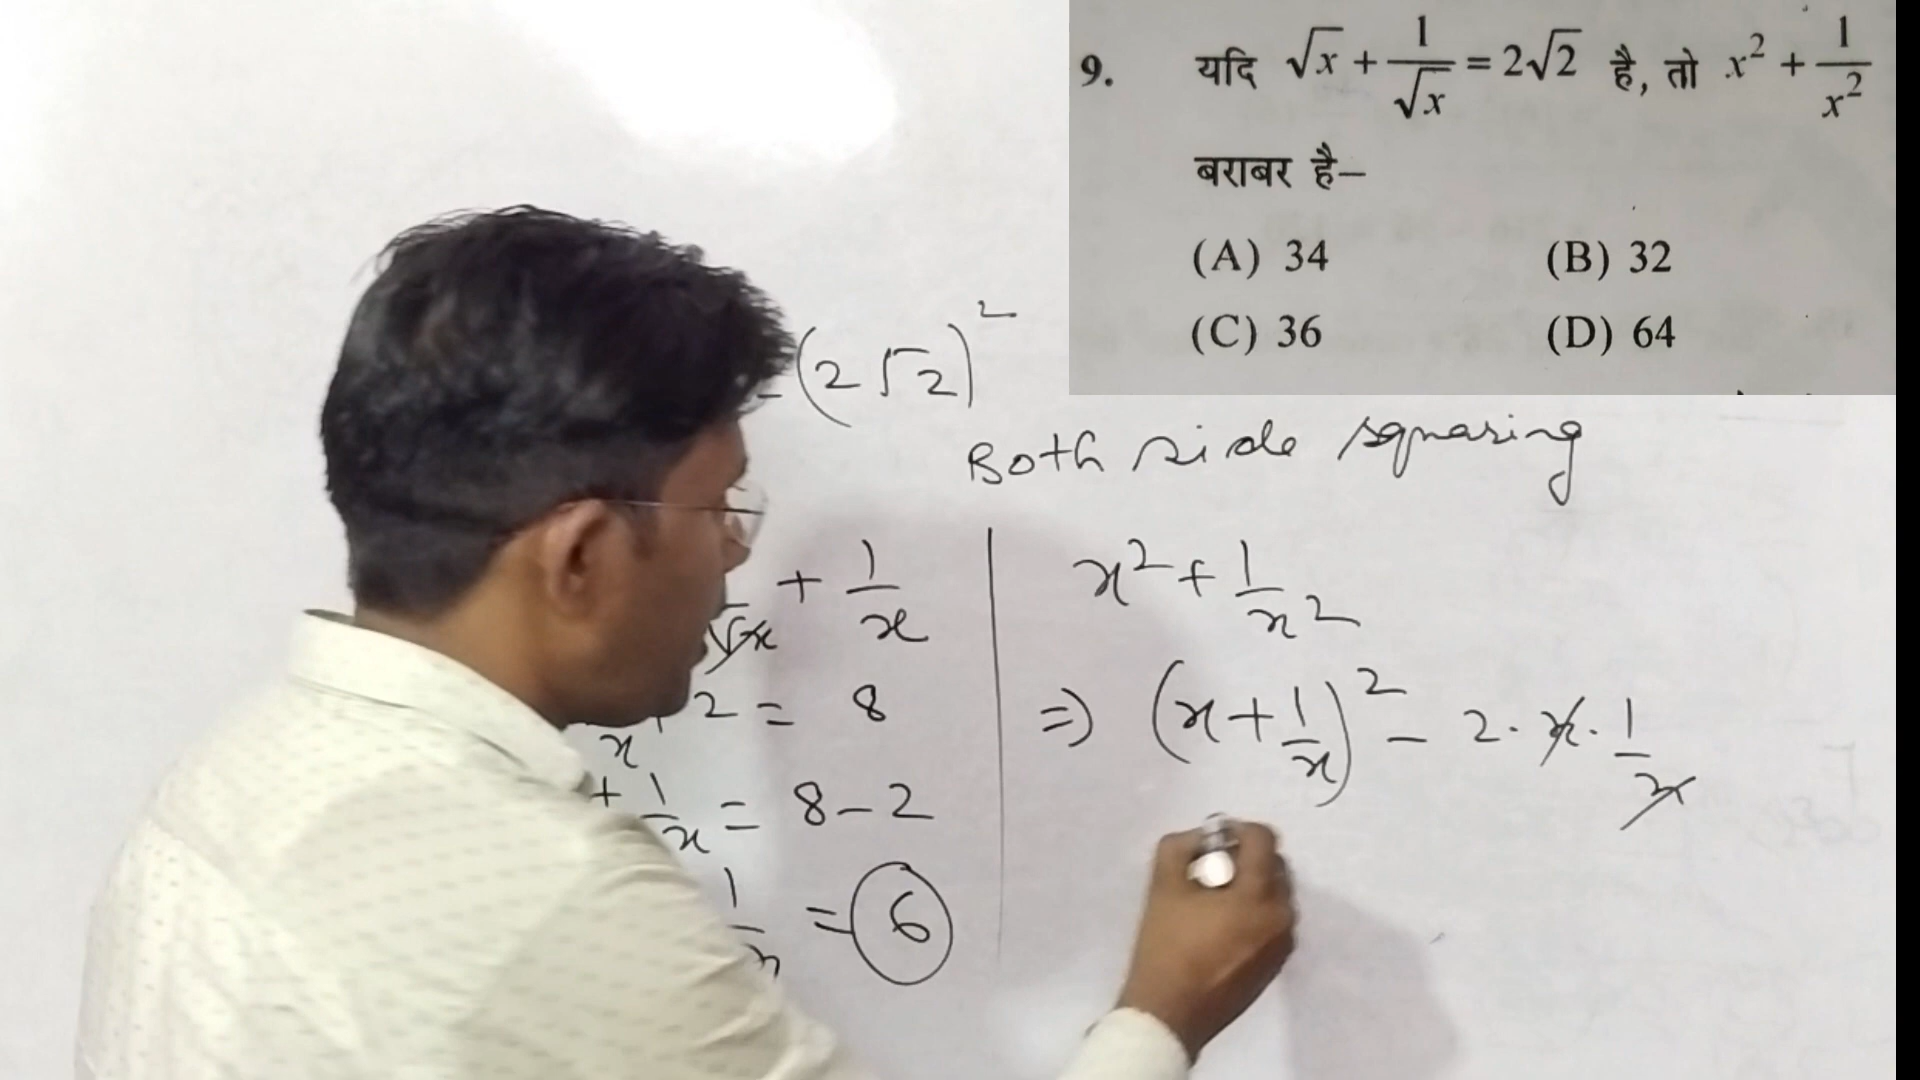 9. यदि √x + 1/√x = 2√2 है, तो x² + 1/x²
बराबर है–
(A) 34 (B) 32
(C) 36 (D) 64
= (2√2)²
Both side squaring
√x + 1/x
x + 2 = 8
+ 1/x = 8 - 2
1/x = 6
x² + 1/x²
⇒ (x + 1/x)² - 2 · x · 1/x